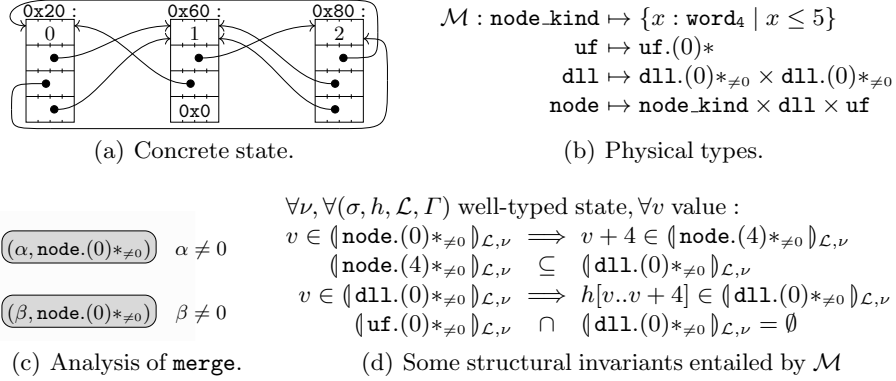 0x20 : 0x60 : 0x80 :
0 1 2
0x0
(a) Concrete state.
ℳ : node_kind ↦ {x : word₄ | x ≤ 5}
uf ↦ uf.(0)∗
dll ↦ dll.(0)∗≠0 × dll.(0)∗≠0
node ↦ node_kind × dll × uf
(b) Physical types.
(α, node.(0)∗≠0) α ≠ 0
(β, node.(0)∗≠0) β ≠ 0
(c) Analysis of merge.
∀ν, ∀(σ, h, ℒ, Γ) well-typed state, ∀v value :
v ∈ ⦇node.(0)∗≠0⦈ℒ,ν ⟹ v + 4 ∈ ⦇node.(4)∗≠0⦈ℒ,ν
⦇node.(4)∗≠0⦈ℒ,ν ⊆ ⦇dll.(0)∗≠0⦈ℒ,ν
v ∈ ⦇dll.(0)∗≠0⦈ℒ,ν ⟹ h[v..v + 4] ∈ ⦇dll.(0)∗≠0⦈ℒ,ν
⦇uf.(0)∗≠0⦈ℒ,ν ∩ ⦇dll.(0)∗≠0⦈ℒ,ν = ∅
(d) Some structural invariants entailed by ℳ